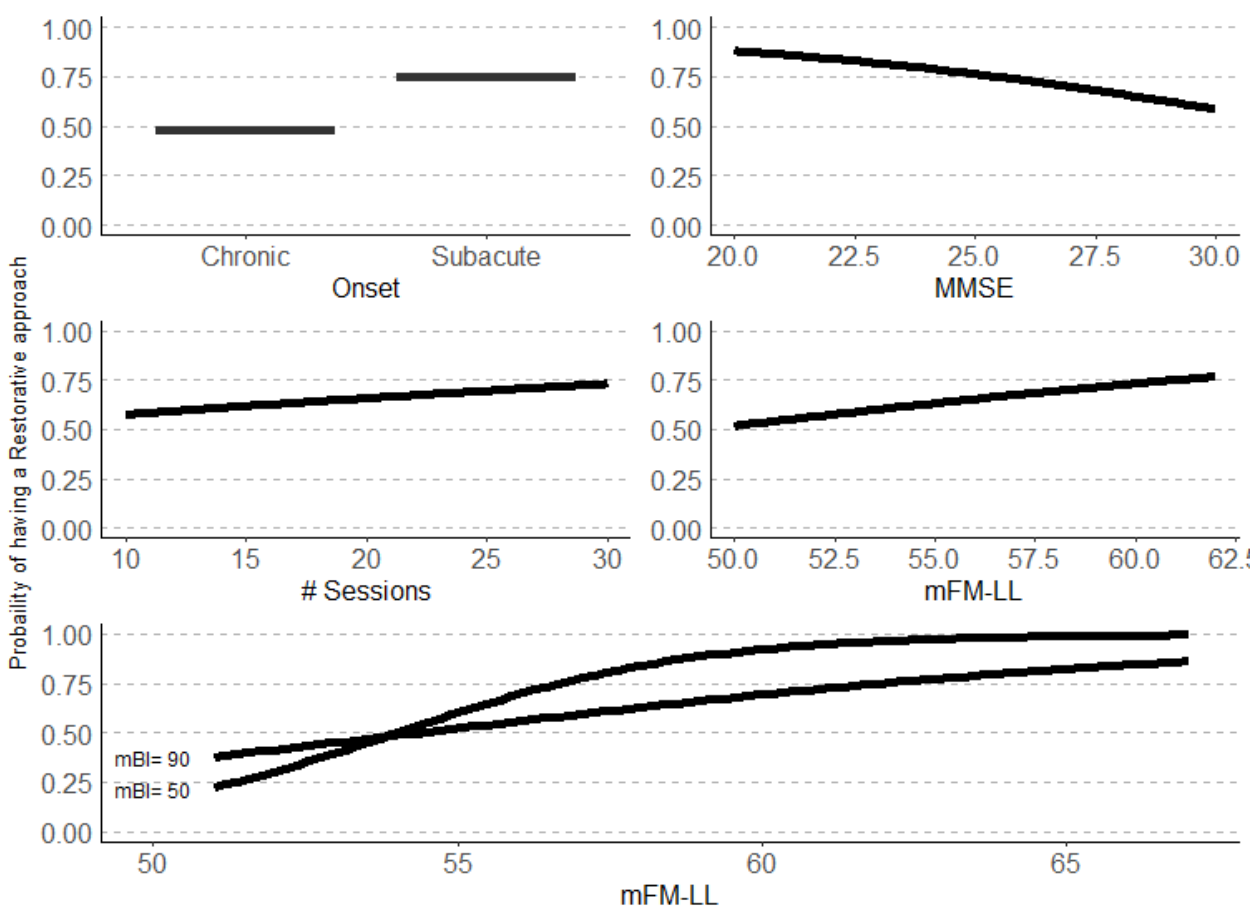 Probaility of having a Restorative approach
1.00
0.75
0.50
0.25
0.00
Chronic Subacute
Onset
1.00
0.75
0.50
0.25
0.00
20.0 22.5 25.0 27.5 30.0
MMSE
1.00
0.75
0.50
0.25
0.00
10 15 20 25 30
# Sessions
1.00
0.75
0.50
0.25
0.00
50.0 52.5 55.0 57.5 60.0 62.5
mFM-LL
1.00
0.75
0.50
0.25
0.00
mBI= 90
mBI= 50
50 55 60 65
mFM-LL